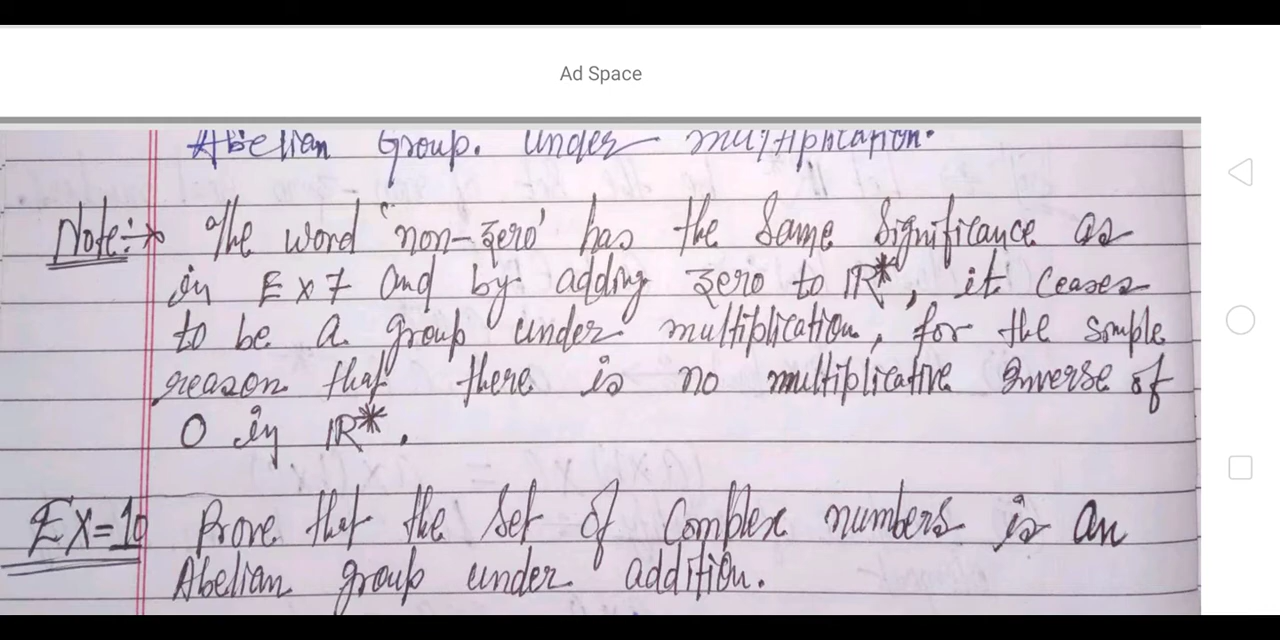 Ad Space
Abelian Group. under multiplication.
Note:→ The word 'non-zero' has the same significance as
in Ex 7 and by adding zero to R*, it ceases
to be a group under multiplication, for the simple
reason that there is no multiplicative inverse of
0 in R*.
Ex=10 Prove that the set of complex numbers is an
Abelian group under addition.